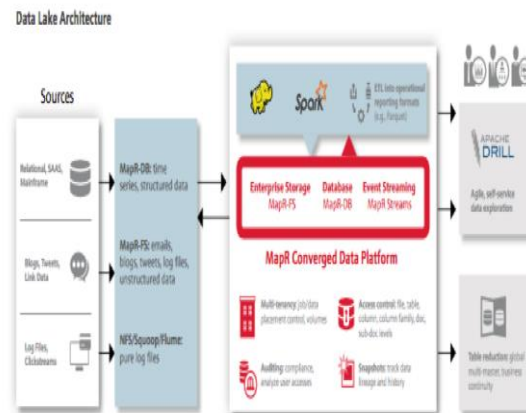 Data Lake Architecture
Sources
Relational, SAAS,
Mainframe
Blogs, Tweets,
Link Data
Log Files,
Clickstreams
MapR-DB: time
series, structured data
MapR-FS: emails,
blogs, tweets, log files,
unstructured data
NFS/Sqoop/Flume:
pure log files
Spark
ETL into operational
reporting formats
(e.g., Parquet)
Enterprise Storage
MapR-FS
Database
MapR-DB
Event Streaming
MapR Streams
MapR Converged Data Platform
Multi-tenancy: job/data
placement control, volumes
Access control: file, table,
column, column family, doc,
sub-doc levels
Auditing: compliance,
analyze user accesses
Snapshots: track data
lineage and history
APACHE
DRILL
Agile, self-service
data exploration
Table reduction: global
multi-master, business
continuity